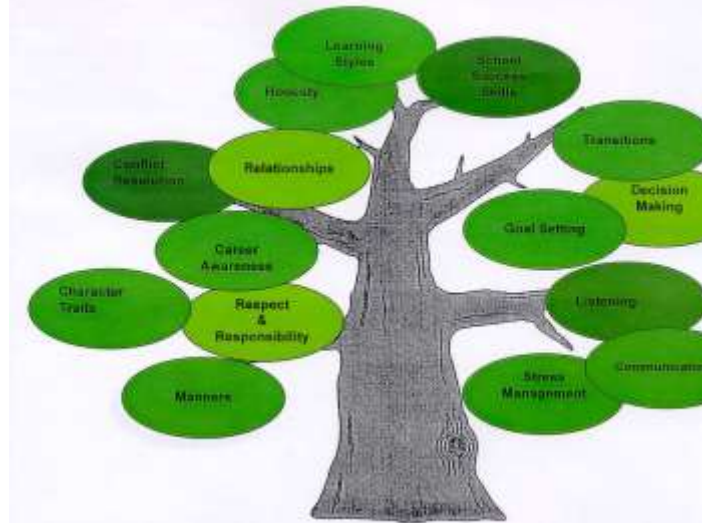 Learning
Styles
School
Success
Skills
Honesty
Transitions
Conflict
Resolution
Relationships
Decision
Making
Goal Setting
Career
Awareness
Character
Traits
Respect
&
Responsibility
Listening
Stress
Management
Communicatio
Manners